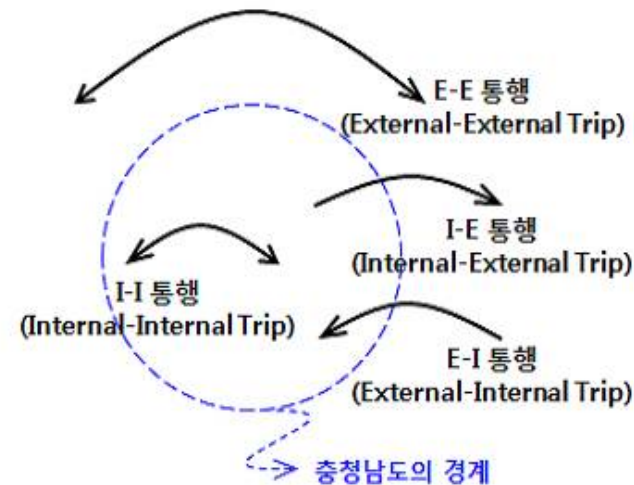 E-E 통행
(External-External Trip)
I-E 통행
(Internal-External Trip)
I-I 통행
(Internal-Internal Trip)
E-I 통행
(External-Internal Trip)
충청남도의 경계